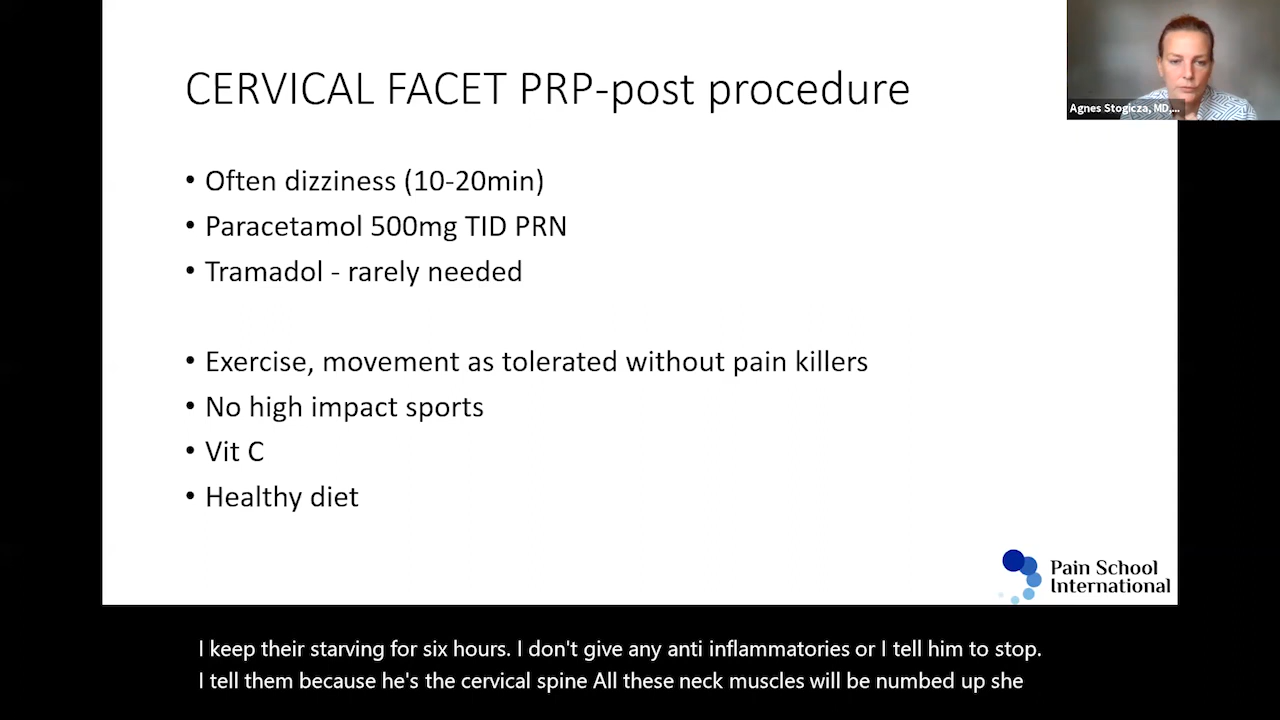 CERVICAL FACET PRP-post procedure
Agnes Stogicza, MD,...
• Often dizziness (10-20min)
• Paracetamol 500mg TID PRN
• Tramadol - rarely needed
• Exercise, movement as tolerated without pain killers
• No high impact sports
• Vit C
• Healthy diet
Pain School
International
I keep their starving for six hours. I don't give any anti inflammatories or I tell him to stop.
I tell them because he's the cervical spine All these neck muscles will be numbed up she